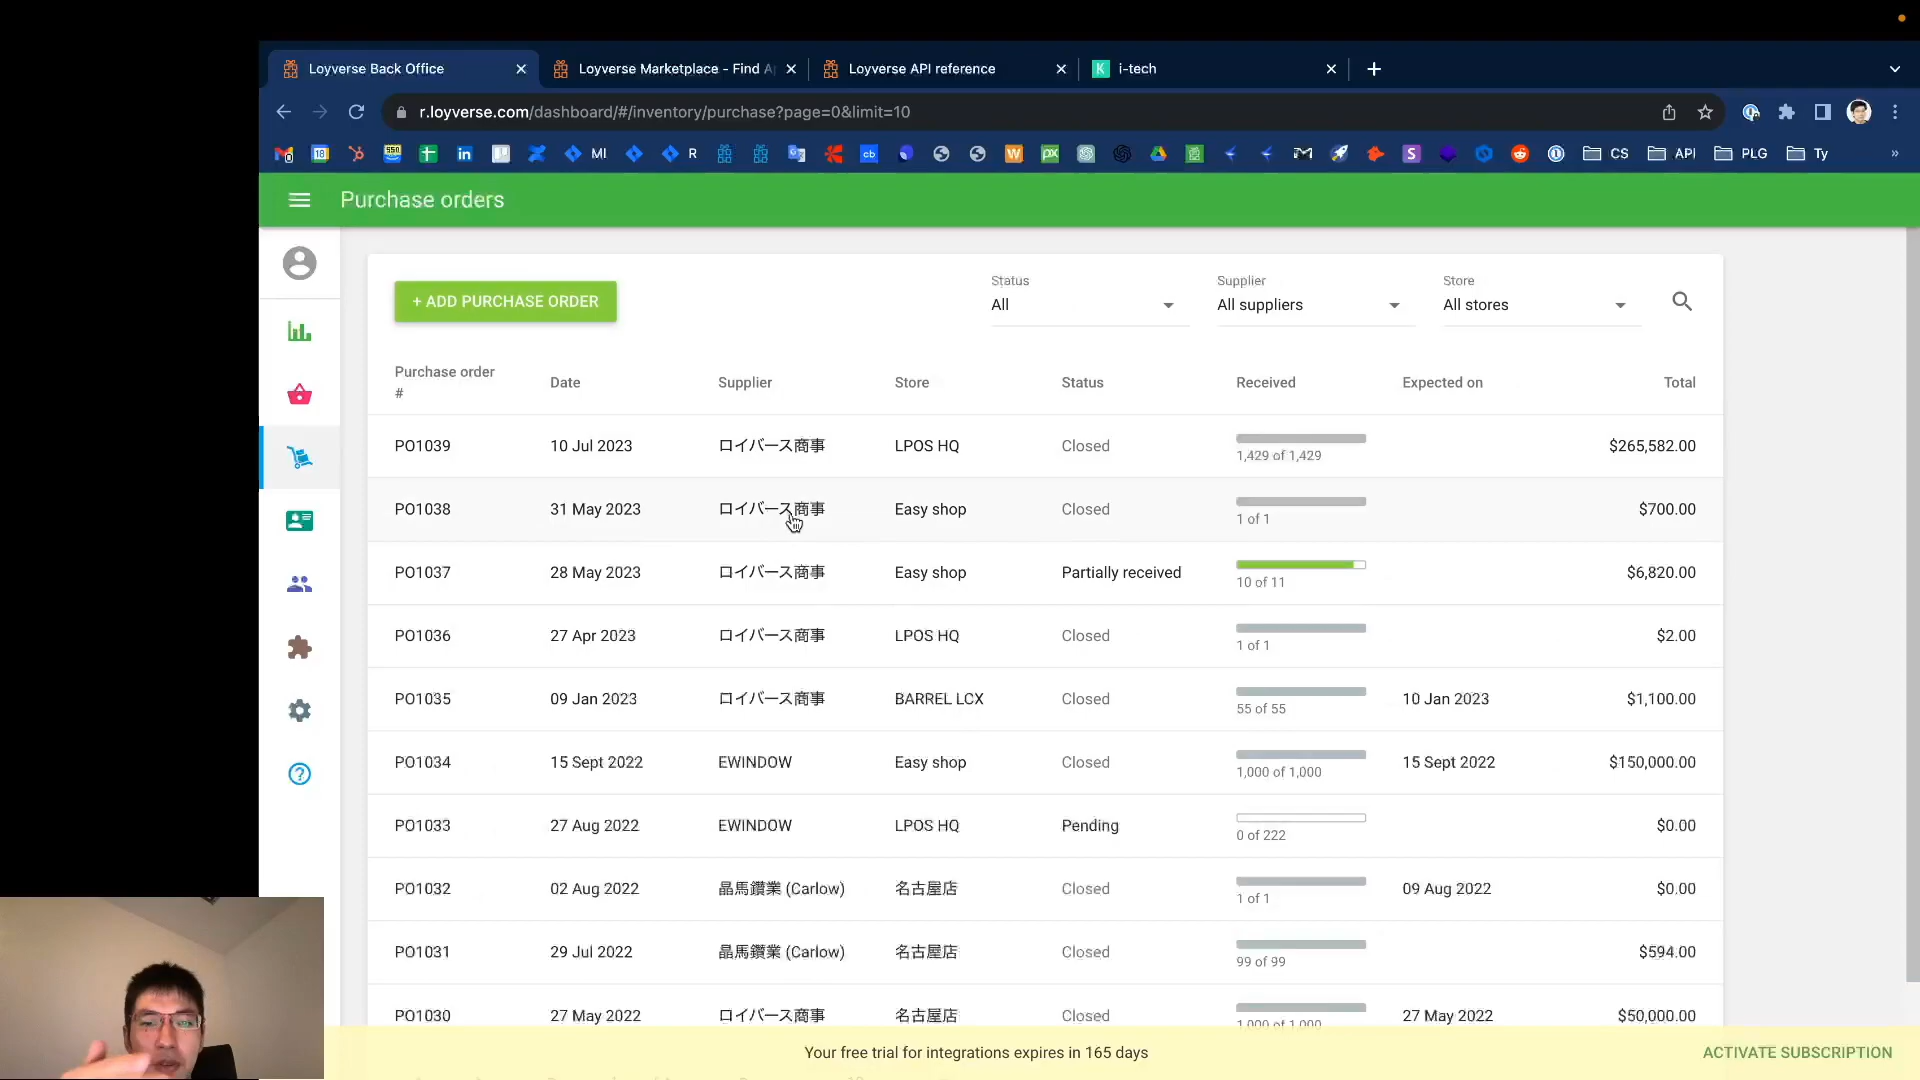 Loyverse Back Office
Loyverse Marketplace - Find A
Loyverse API reference
K i-tech
r.loyverse.com/dashboard/#/inventory/purchase?page=0&limit=10
MI R CS API PLG Ty
Purchase orders
+ ADD PURCHASE ORDER
Status
All
Supplier
All suppliers
Store
All stores
Purchase order #
Date
Supplier
Store
Status
Received
Expected on
Total
PO1039 10 Jul 2023 ロイバース商事 LPOS HQ Closed 1,429 of 1,429 $265,582.00
PO1038 31 May 2023 ロイバース商事 Easy shop Closed 1 of 1 $700.00
PO1037 28 May 2023 ロイバース商事 Easy shop Partially received 10 of 11 $6,820.00
PO1036 27 Apr 2023 ロイバース商事 LPOS HQ Closed 1 of 1 $2.00
PO1035 09 Jan 2023 ロイバース商事 BARREL LCX Closed 55 of 55 10 Jan 2023 $1,100.00
PO1034 15 Sept 2022 EWINDOW Easy shop Closed 1,000 of 1,000 15 Sept 2022 $150,000.00
PO1033 27 Aug 2022 EWINDOW LPOS HQ Pending 0 of 222 $0.00
PO1032 02 Aug 2022 晶馬鑽業 (Carlow) 名古屋店 Closed 1 of 1 09 Aug 2022 $0.00
PO1031 29 Jul 2022 晶馬鑽業 (Carlow) 名古屋店 Closed 99 of 99 $594.00
PO1030 27 May 2022 ロイバース商事 名古屋店 Closed 1,000 of 1,000 27 May 2022 $50,000.00
Your free trial for integrations expires in 165 days
ACTIVATE SUBSCRIPTION